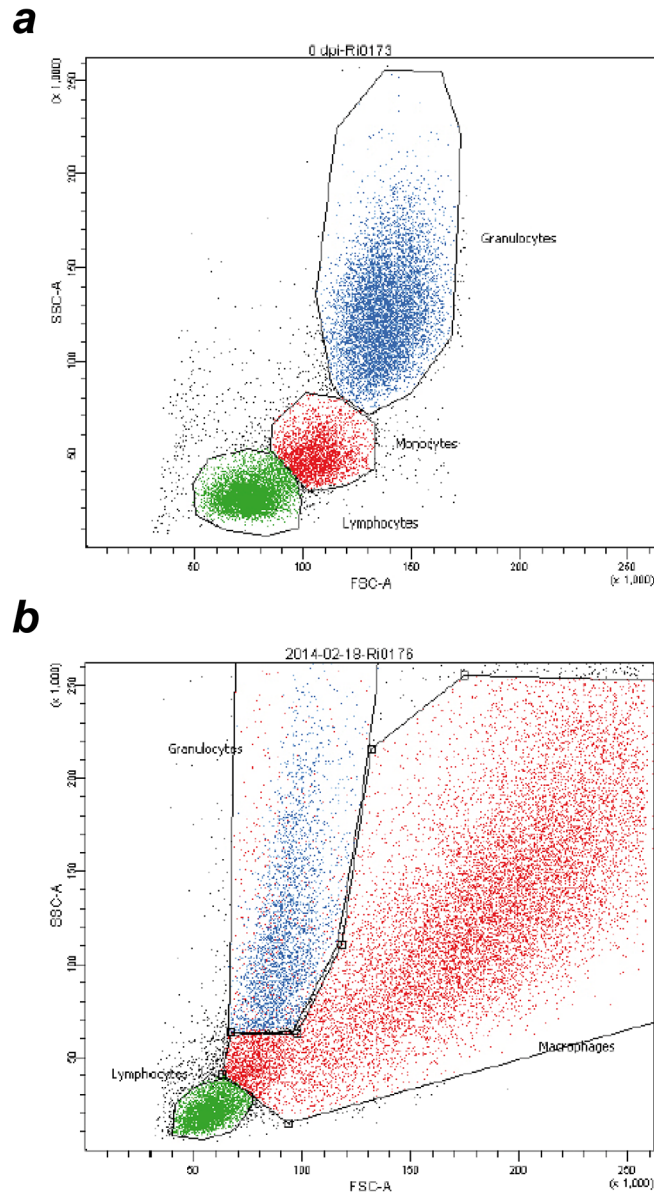 a
0 dpi-Ri0173
(x 1,000)
250
200
150
100
50
SSC-A
Granulocytes
Monocytes
Lymphocytes
50
100
150
200
250
FSC-A
(x 1,000)
b
2014-02-18-Ri0176
(x 1,000)
250
200
150
100
50
SSC-A
Granulocytes
Lymphocytes
Macrophages
50
100
150
200
250
FSC-A
(x 1,000)